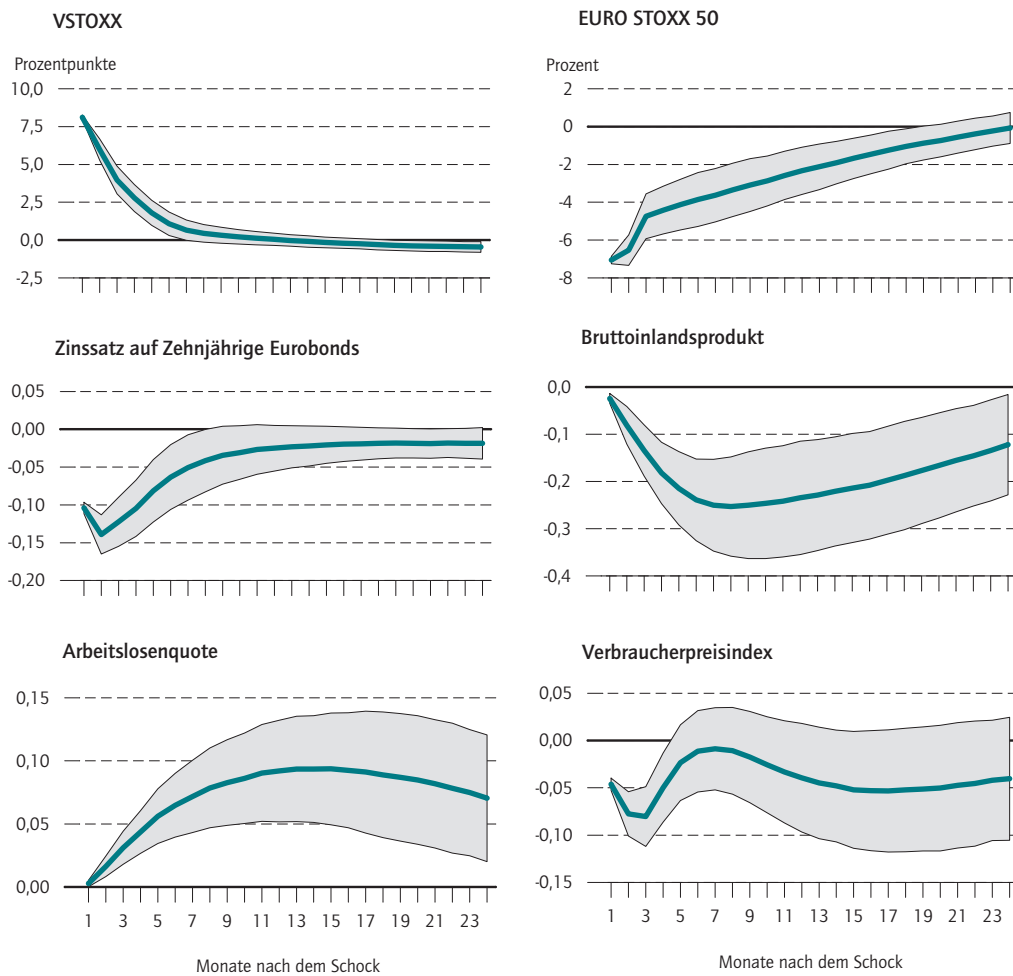 VSTOXX
Prozentpunkte
10,0
7,5
5,0
2,5
0,0
-2,5
EURO STOXX 50
Prozent
2
0
-2
-4
-6
-8
Zinssatz auf Zehnjährige Eurobonds
0,05
0,00
-0,05
-0,10
-0,15
-0,20
Bruttoinlandsprodukt
0,0
-0,1
-0,2
-0,3
-0,4
Arbeitslosenquote
0,15
0,10
0,05
0,00
1 3 5 7 9 11 13 15 17 19 21 23
Monate nach dem Schock
Verbraucherpreisindex
0,05
0,00
-0,05
-0,10
-0,15
1 3 5 7 9 11 13 15 17 19 21 23
Monate nach dem Schock